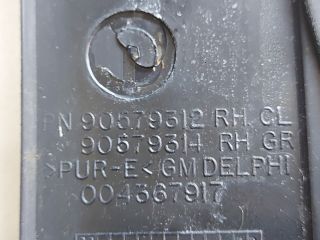 PN 90579312 RH CL
90579314 RH GR
>PUR-E< GM DELPHI
004367917